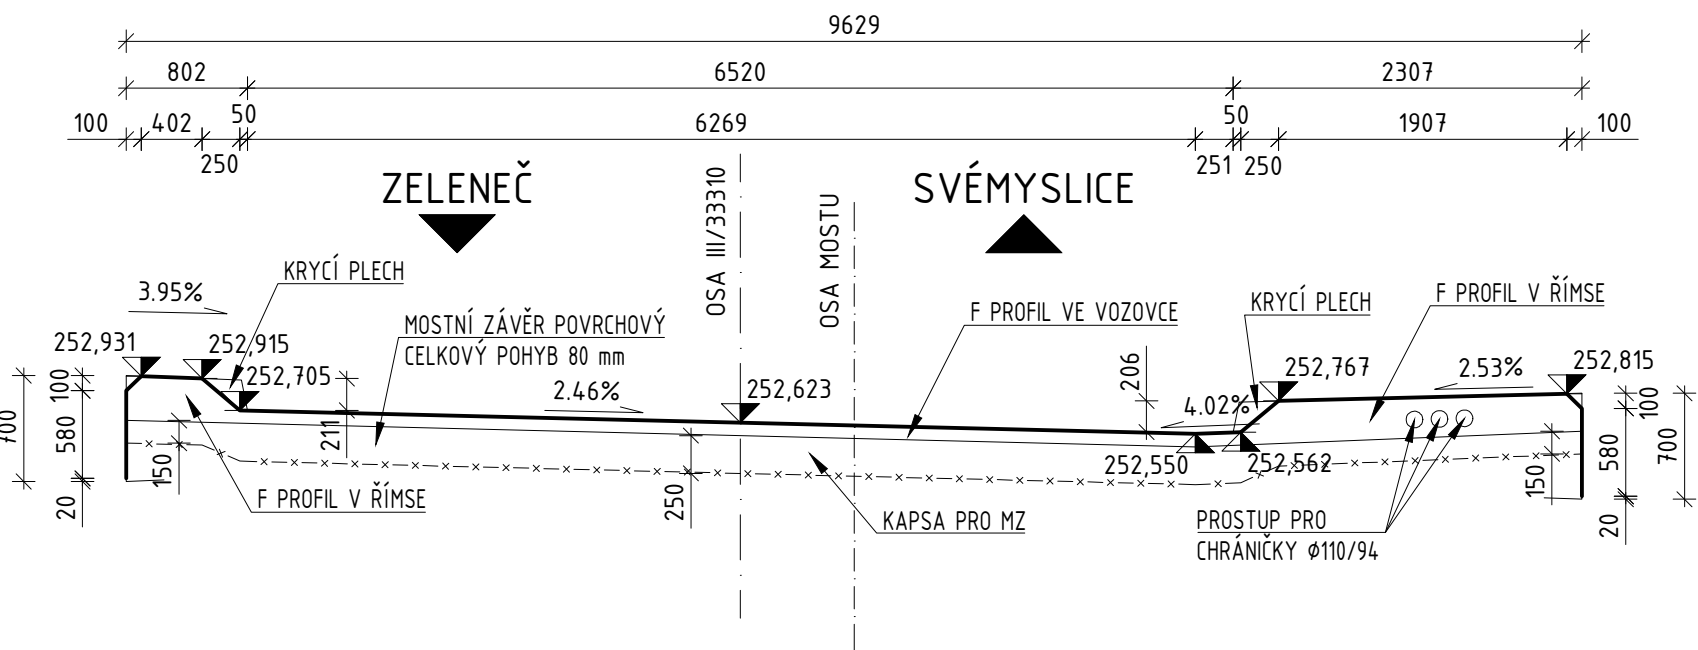 9629
802
6520
2307
100
402
50
6269
50
1907
100
250
251
250
ZELENEČ
SVÉMYSLICE
OSA III/33310
OSA MOSTU
KRYCÍ PLECH
3.95%
MOSTNÍ ZÁVĚR POVRCHOVÝ
CELKOVÝ POHYB 80 mm
F PROFIL VE VOZOVCE
KRYCÍ PLECH
F PROFIL V ŘÍMSE
252,931
252,915
252,705
2.46%
252,623
206
252,767
2.53%
252,815
4.02%
700
100
580
20
150
211
250
252,550
252,562
150
100
580
700
20
F PROFIL V ŘÍMSE
KAPSA PRO MZ
PROSTUP PRO
CHRÁNIČKY Ø110/94